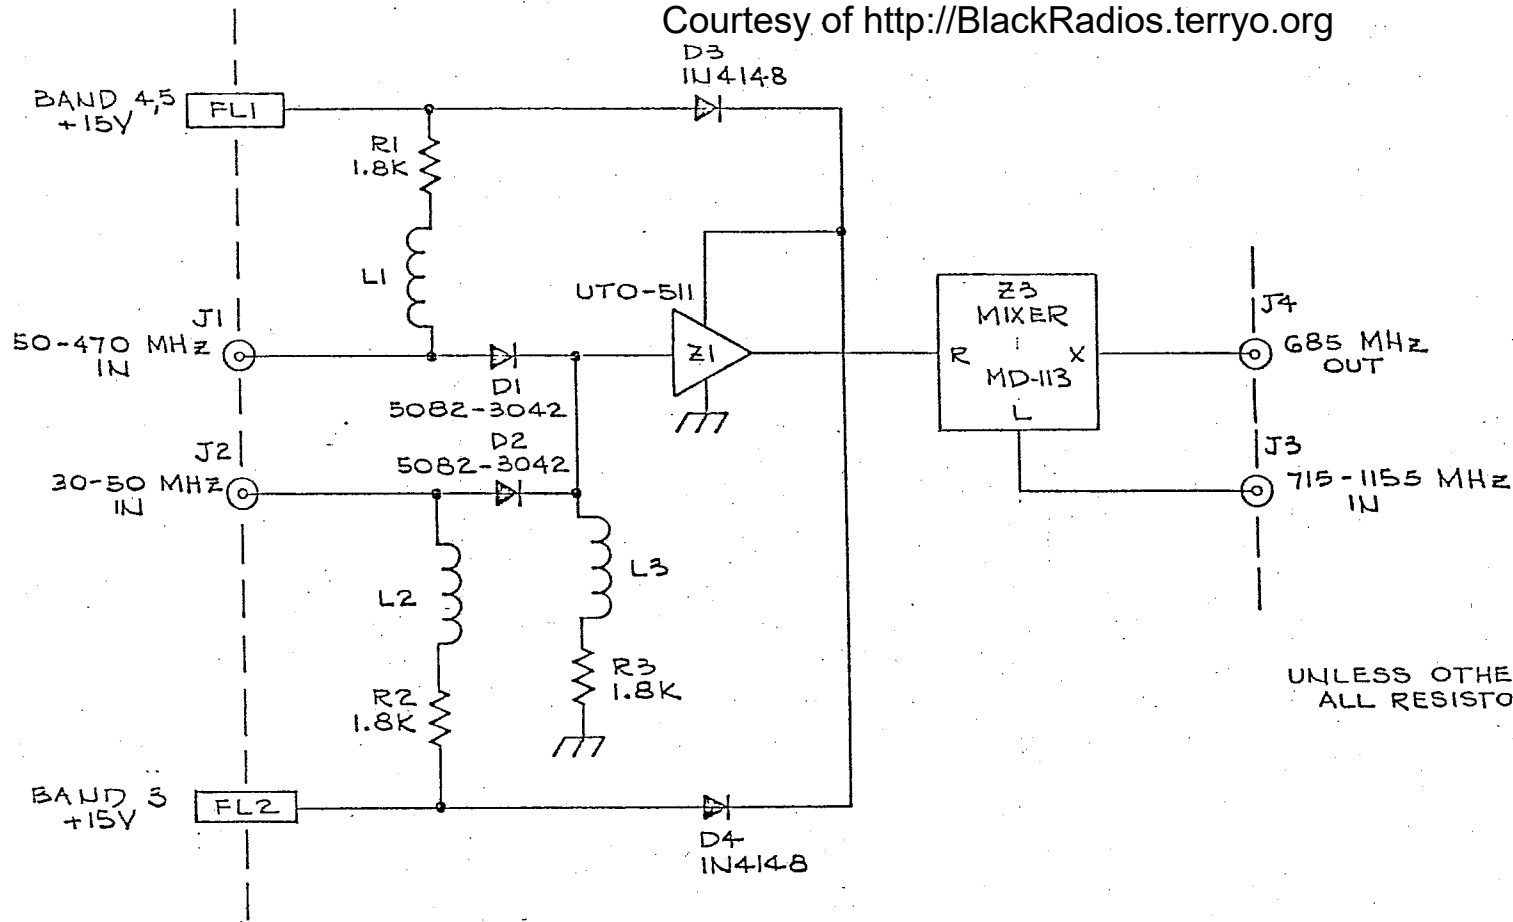 Courtesy of http://BlackRadios.terryo.org
D3
IN4148
BAND 4,5
+15V
FL1
R1
1.8K
L1
UTO-511
Z1
J1
50-470 MHz
IN
D1
5082-3042
D2
5082-3042
J2
30-50 MHz
IN
L2
L3
R2
1.8K
R3
1.8K
BAND 3
+15V
FL2
D4
IN4148
Z3
MIXER
R
X
MD-113
L
J4
685 MHz
OUT
J3
715-1155 MHz
IN
UNLESS OTHE
ALL RESISTO